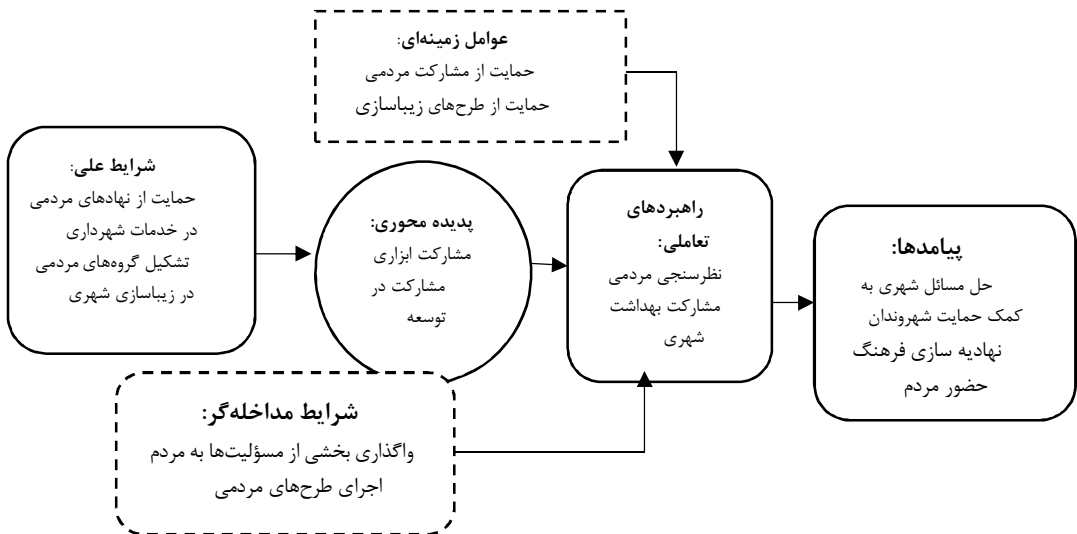 عوامل زمینه‌ای:
حمایت از مشارکت مردمی
حمایت از طرح‌های زیباسازی
شرایط علی:
حمایت از نهادهای مردمی
در خدمات شهرداری
تشکیل گروه‌های مردمی
در زیباسازی شهری
پدیده محوری:
مشارکت ابزاری
مشارکت در
توسعه
راهبردهای
تعاملی:
نظرسنجی مردمی
مشارکت بهداشت
شهری
پیامدها:
حل مسائل شهری به
کمک حمایت شهروندان
نهادیه سازی فرهنگ
حضور مردم
شرایط مداخله‌گر:
واگذاری بخشی از مسؤلیت‌ها به مردم
اجرای طرح‌های مردمی